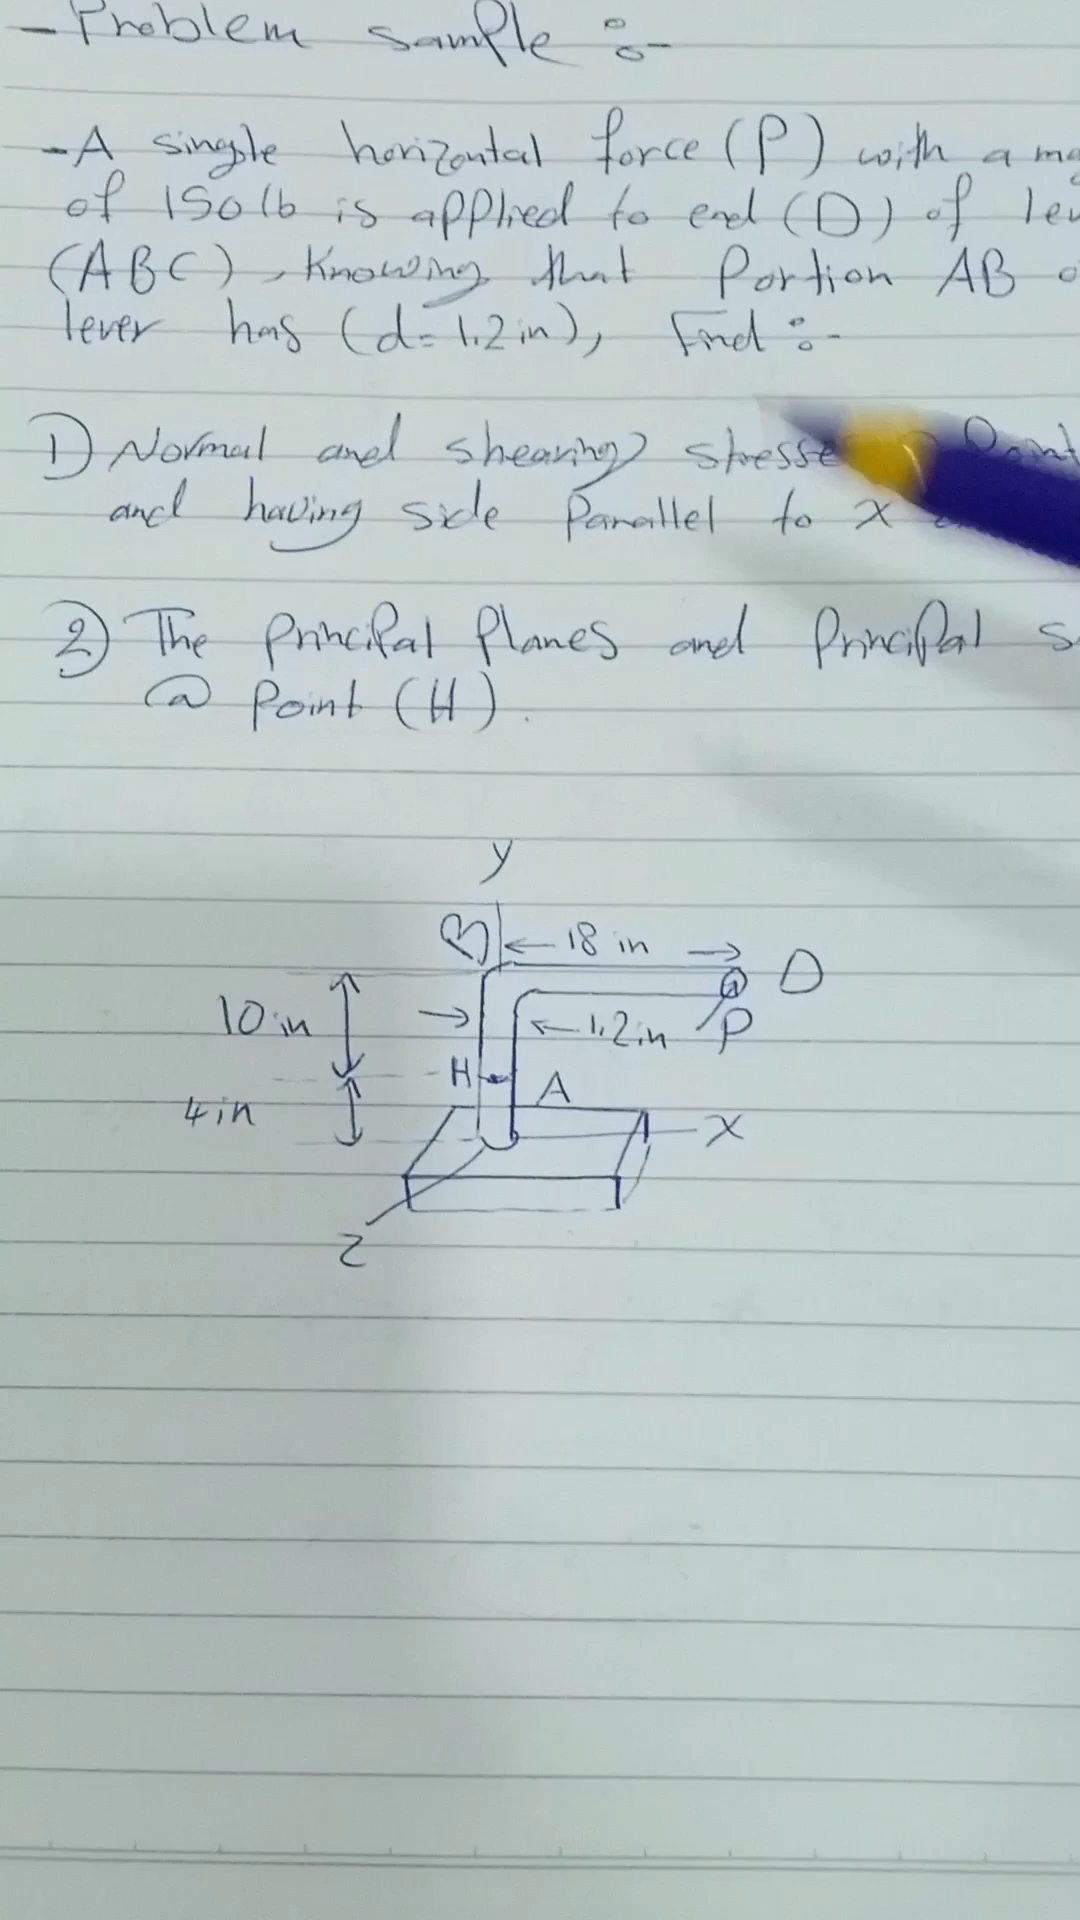 - Problem sample :-
- A single horizontal force (P) with a
of 150 lb is applied to end (D) of
(ABC), Knowing that Portion AB
lever has (d= 1.2 in), Find :-
1) Normal and shearing Point
and having side Parallel to x
2) The principal Planes and Principal
@ Point (H).
y
B ← 18 in → D
10 in → ← 1.2 in P
H A
4 in
x
z